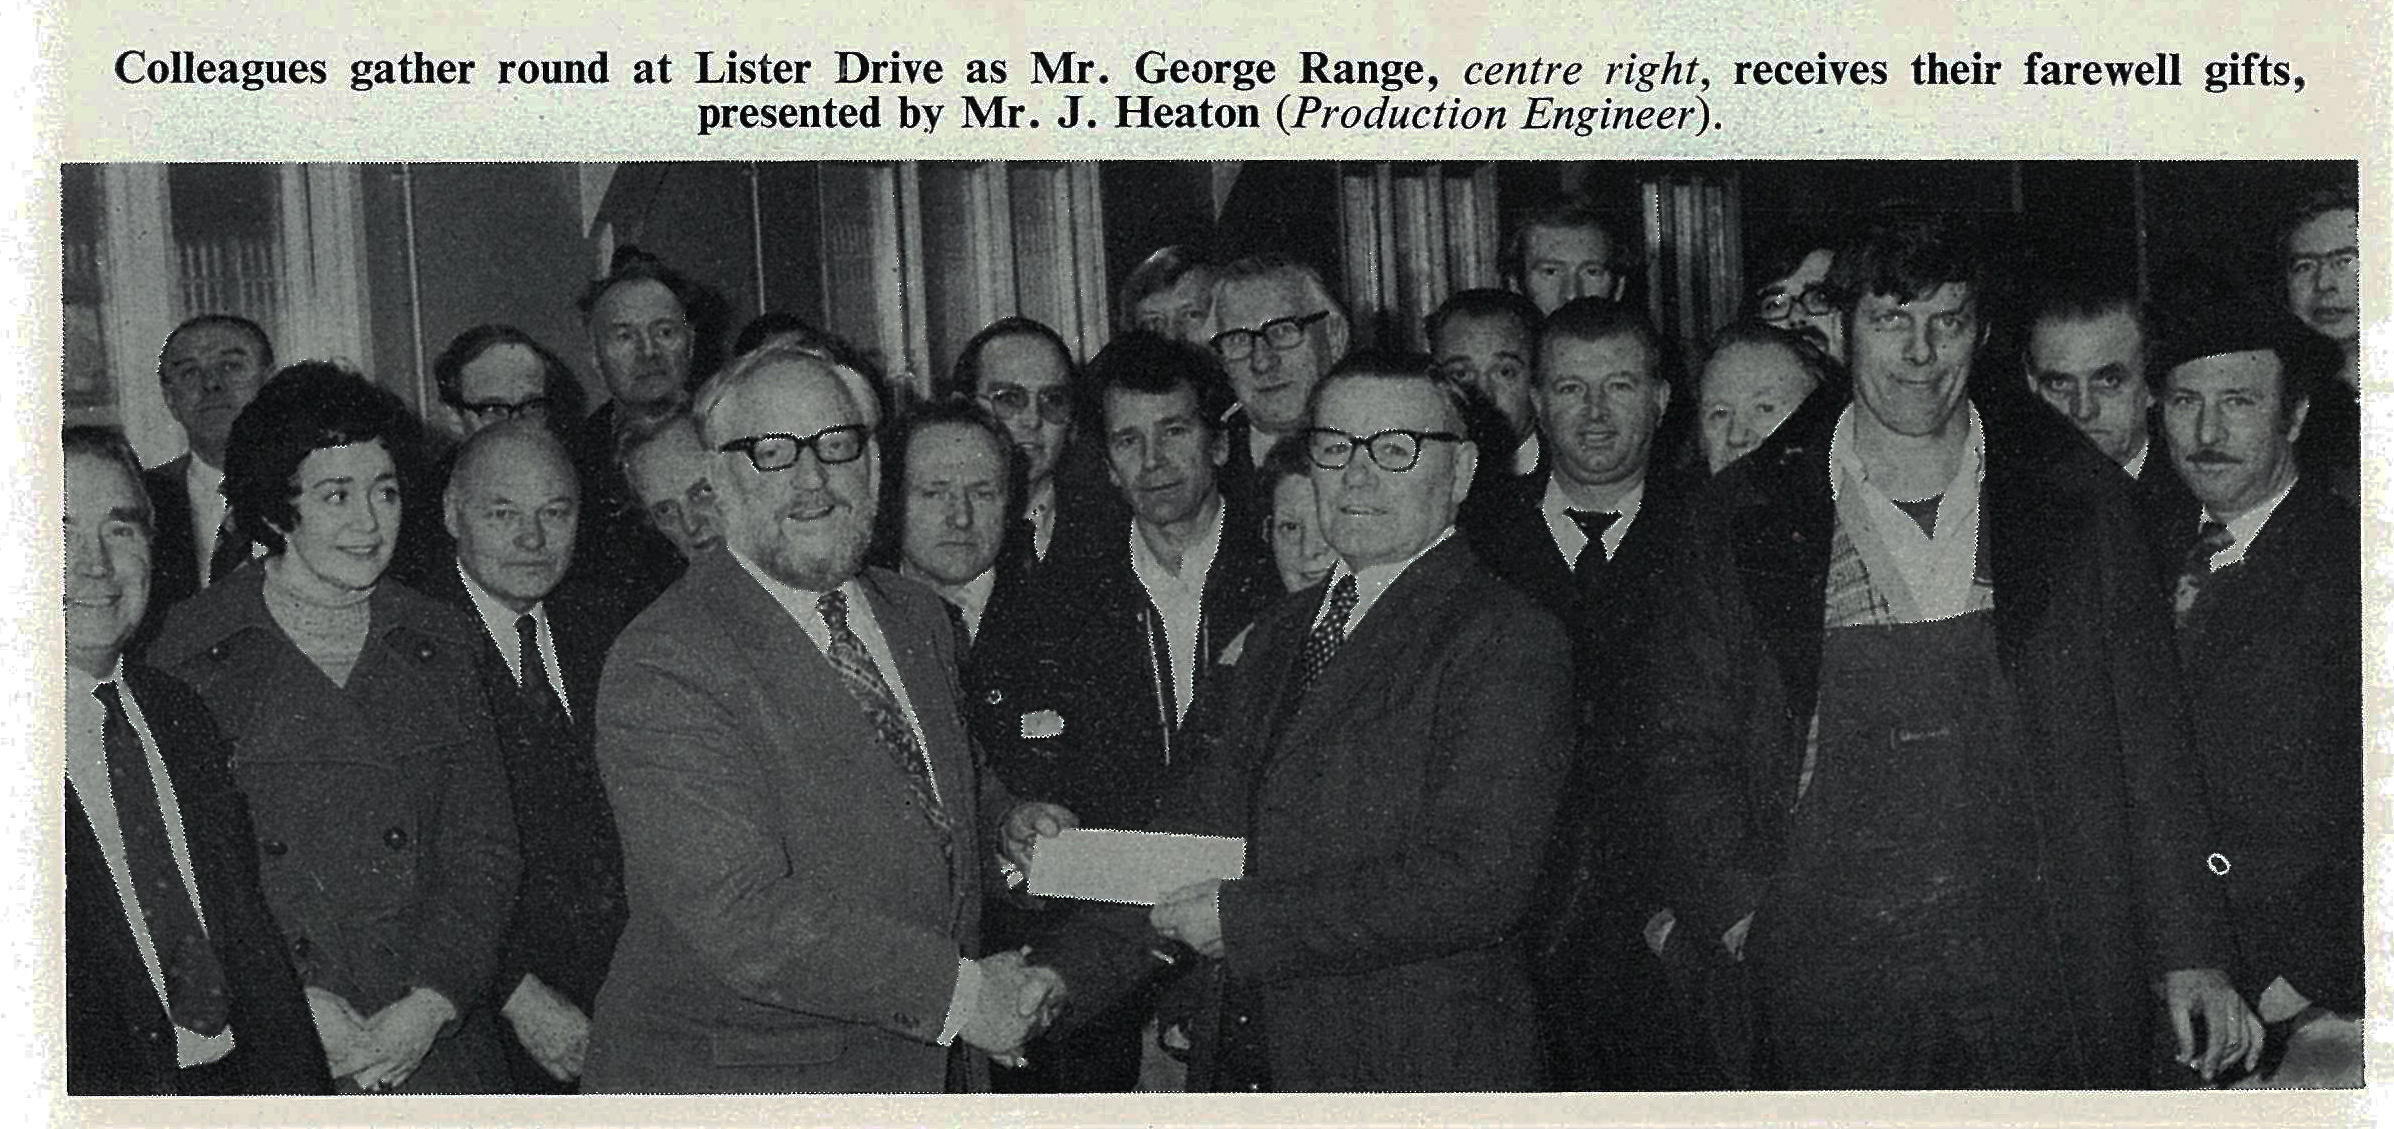 Colleagues gather round at Lister Drive as Mr. George Range, centre right, receives their farewell gifts,
presented by Mr. J. Heaton (Production Engineer).